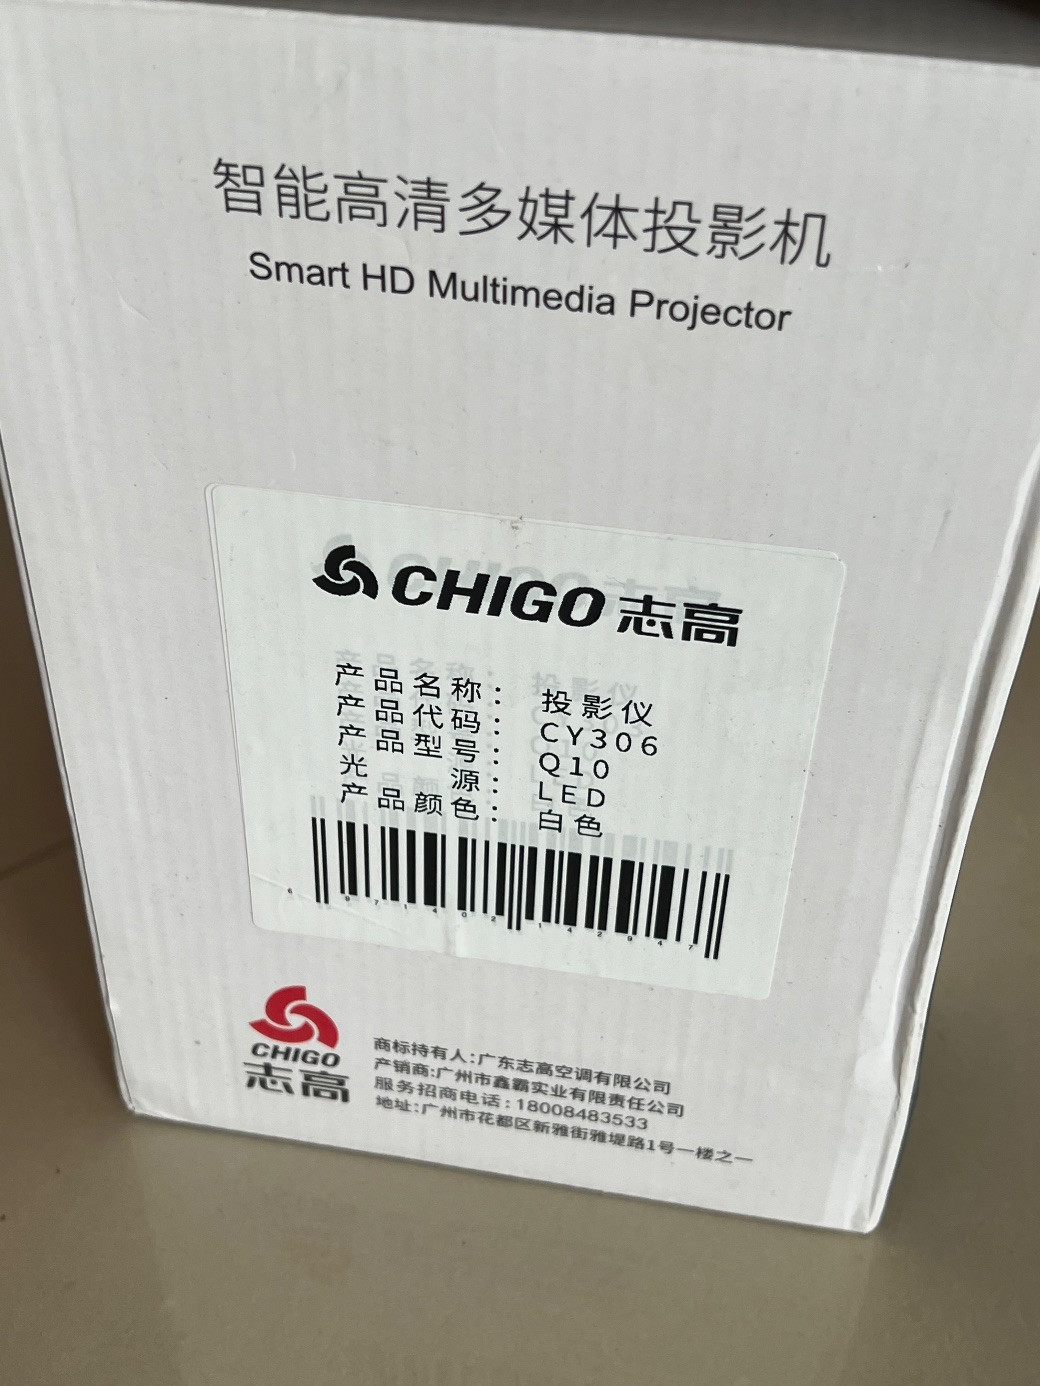 智能高清多媒体投影机
Smart HD Multimedia Projector
CHIGO 志高
产品名称： 投影仪
产品代码： CY306
产品型号： Q10
光源： LED
产品颜色： 白色
6 971402 142947
CHIGO
志高
商标持有人:广东志高空调有限公司
产销商:广州市鑫霸实业有限责任公司
服务招商电话:18008483533
地址:广州市花都区新雅街雅堤路1号一楼之一